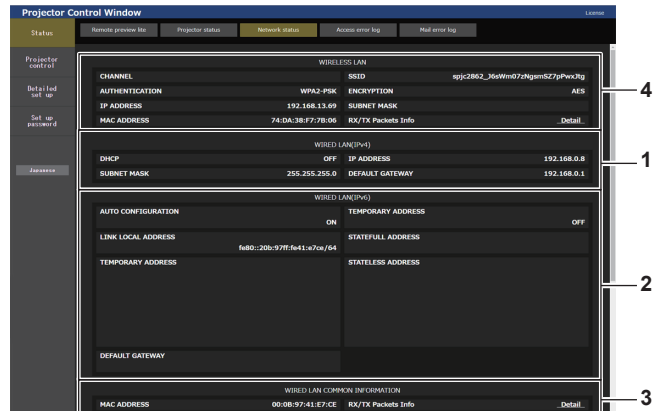 Projector Control Window
License
Status
Remote preview lite
Projector status
Network status
Access error log
Mail error log
Projector
control
Detailed
set up
Set up
password
Japanese
WIRELESS LAN
CHANNEL
SSID spjc2862_J6sWm07zNgsmSZ7pPwxJtg
AUTHENTICATION WPA2-PSK ENCRYPTION AES
IP ADDRESS 192.168.13.69 SUBNET MASK
MAC ADDRESS 74:DA:38:F7:7B:06 RX/TX Packets Info Detail
4
WIRED LAN(IPv4)
DHCP OFF IP ADDRESS 192.168.0.8
SUBNET MASK 255.255.255.0 DEFAULT GATEWAY 192.168.0.1
1
WIRED LAN(IPv6)
AUTO CONFIGURATION ON TEMPORARY ADDRESS OFF
LINK LOCAL ADDRESS fe80::20b:97ff:fe41:e7ce/64 STATEFULL ADDRESS
TEMPORARY ADDRESS STATELESS ADDRESS
2
DEFAULT GATEWAY
WIRED LAN COMMON INFORMATION
MAC ADDRESS 00:0B:97:41:E7:CE RX/TX Packets Info Detail
3